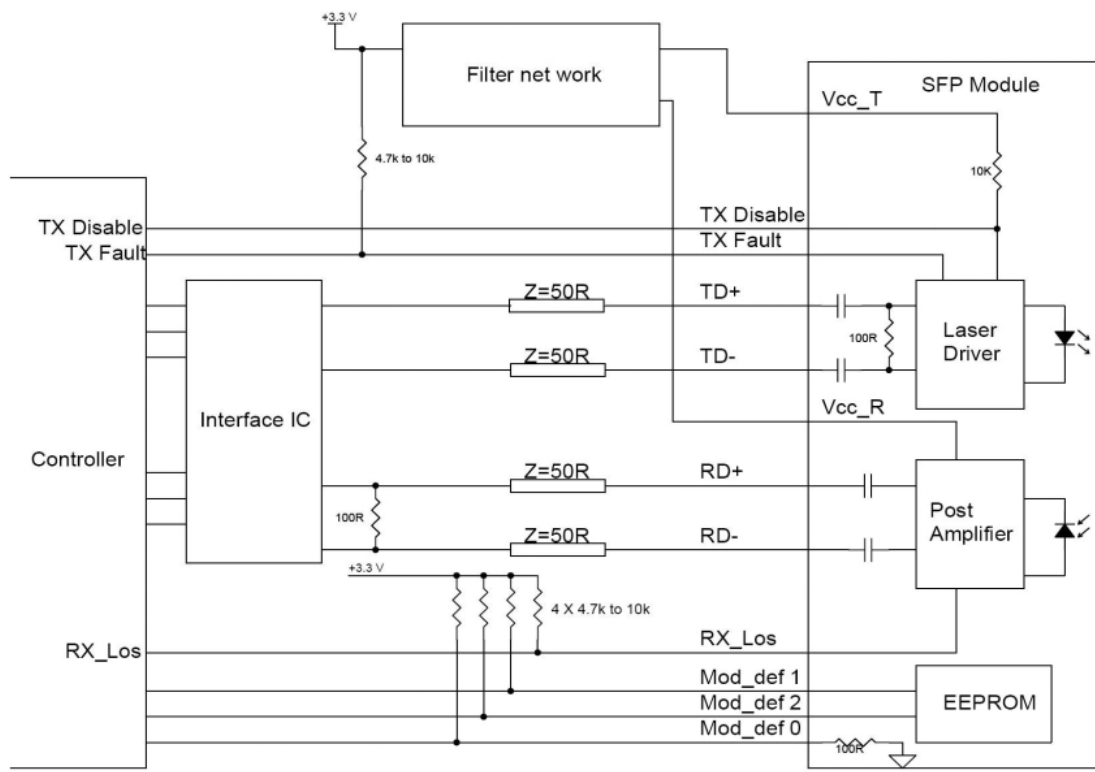 +3.3 V
Filter net work
SFP Module
Vcc_T
4.7k to 10k
10K
TX Disable
TX Disable
TX Fault
TX Fault
Z=50R
TD+
Laser
Driver
100R
Z=50R
TD-
Interface IC
Vcc_R
Controller
Z=50R
RD+
Post
Amplifier
100R
Z=50R
RD-
+3.3 V
4 X 4.7k to 10k
RX_Los
RX_Los
Mod_def 1
Mod_def 2
EEPROM
Mod_def 0
100R